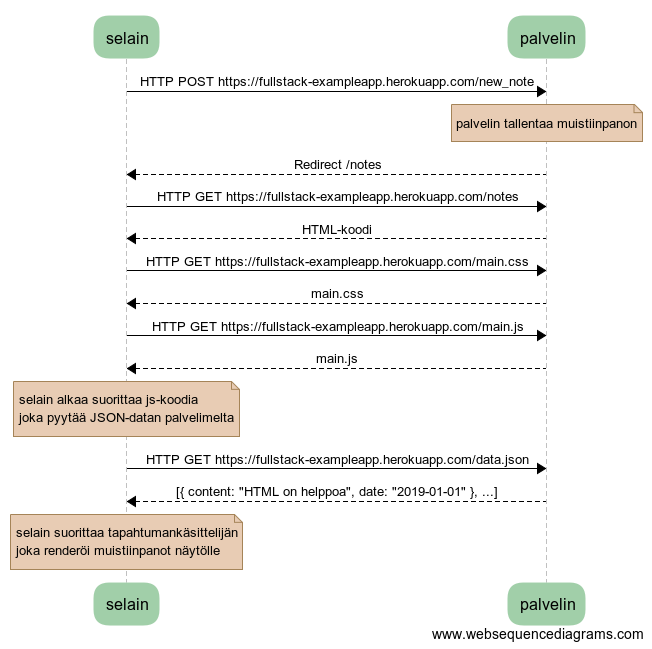 selain
palvelin
HTTP POST https://fullstack-exampleapp.herokuapp.com/new_note
palvelin tallentaa muistiinpanon
Redirect /notes
HTTP GET https://fullstack-exampleapp.herokuapp.com/notes
HTML-koodi
HTTP GET https://fullstack-exampleapp.herokuapp.com/main.css
main.css
HTTP GET https://fullstack-exampleapp.herokuapp.com/main.js
main.js
selain alkaa suorittaa js-koodia
joka pyytää JSON-datan palvelimelta
HTTP GET https://fullstack-exampleapp.herokuapp.com/data.json
[{ content: "HTML on helppoa", date: "2019-01-01" }, ...]
selain suorittaa tapahtumankäsittelijän
joka renderöi muistiinpanot näytölle
selain
palvelin
www.websequencediagrams.com